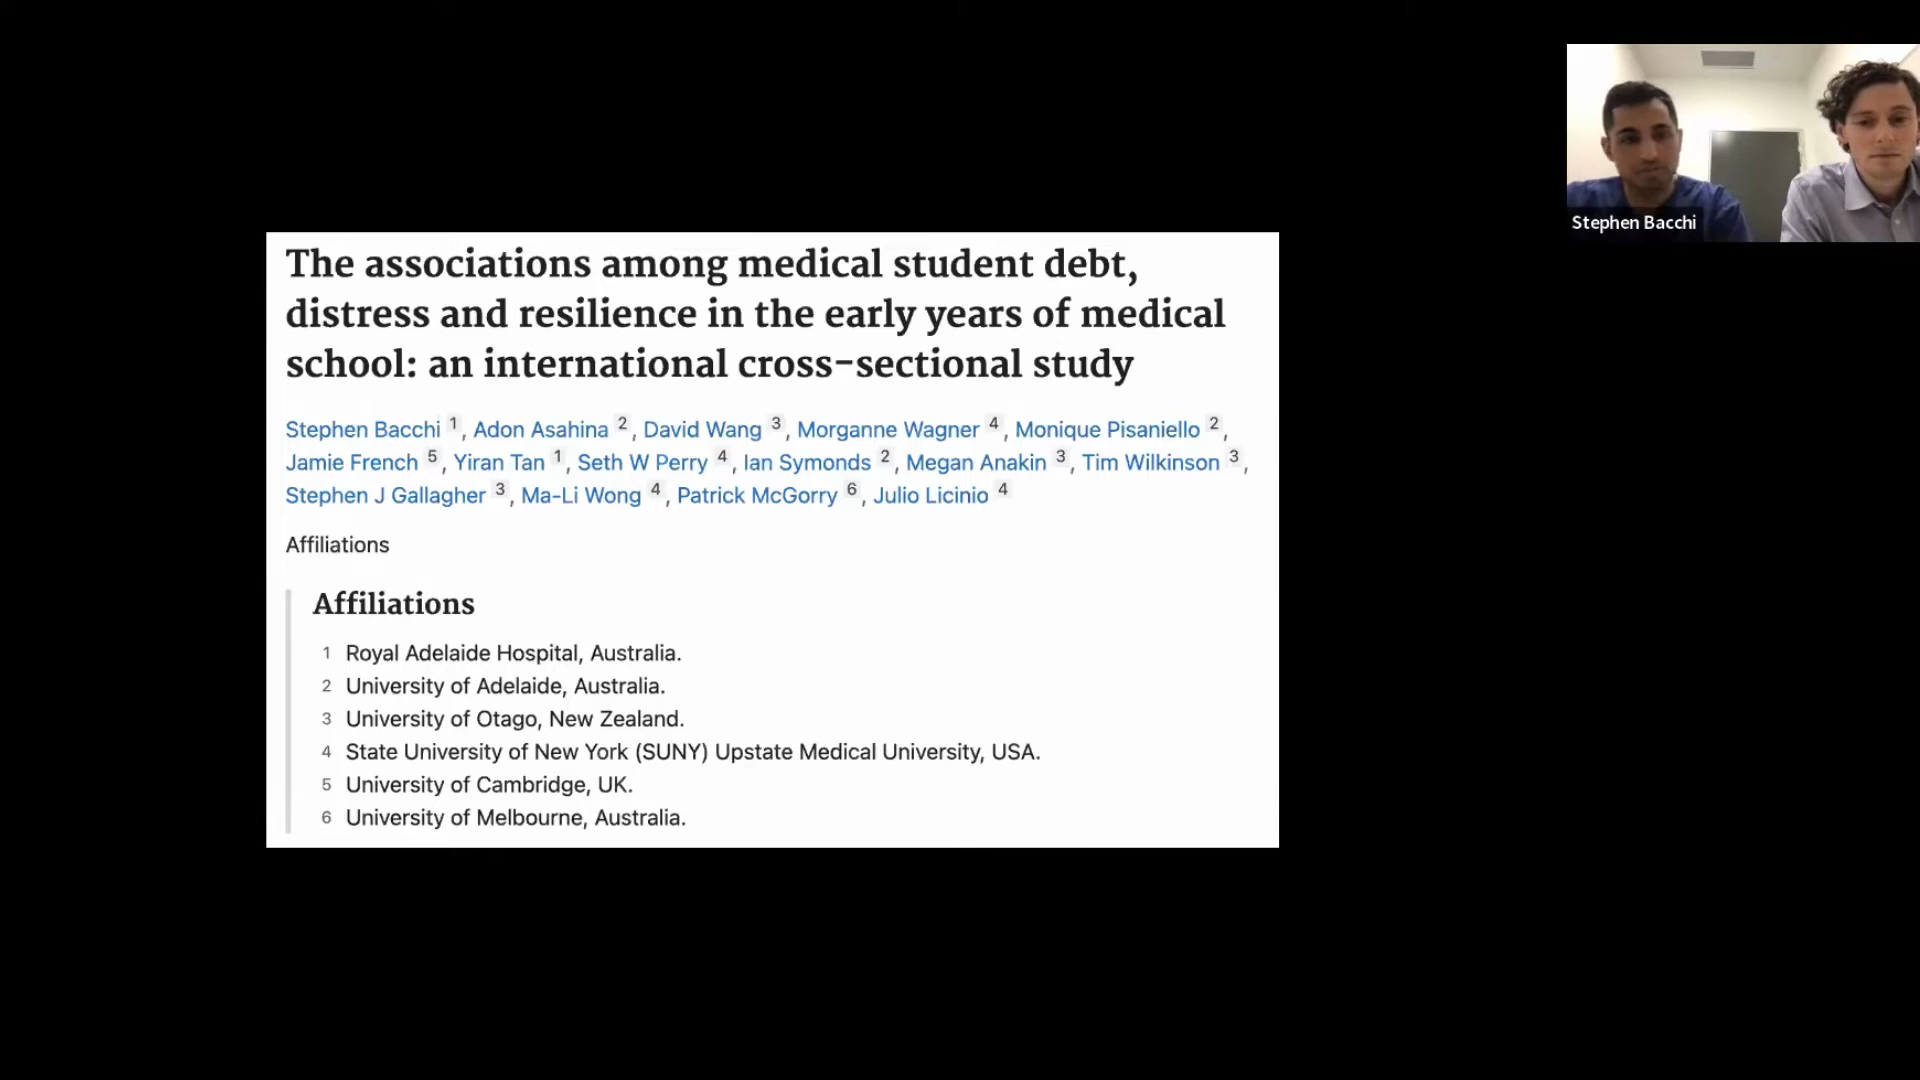 The associations among medical student debt,
distress and resilience in the early years of medical
school: an international cross-sectional study
Stephen Bacchi 1, Adon Asahina 2, David Wang 3, Morganne Wagner 4, Monique Pisaniello 2,
Jamie French 5, Yiran Tan 1, Seth W Perry 4, Ian Symonds 2, Megan Anakin 3, Tim Wilkinson 3,
Stephen J Gallagher 3, Ma-Li Wong 4, Patrick McGorry 6, Julio Licinio 4
Affiliations
Affiliations
1 Royal Adelaide Hospital, Australia.
2 University of Adelaide, Australia.
3 University of Otago, New Zealand.
4 State University of New York (SUNY) Upstate Medical University, USA.
5 University of Cambridge, UK.
6 University of Melbourne, Australia.
Stephen Bacchi